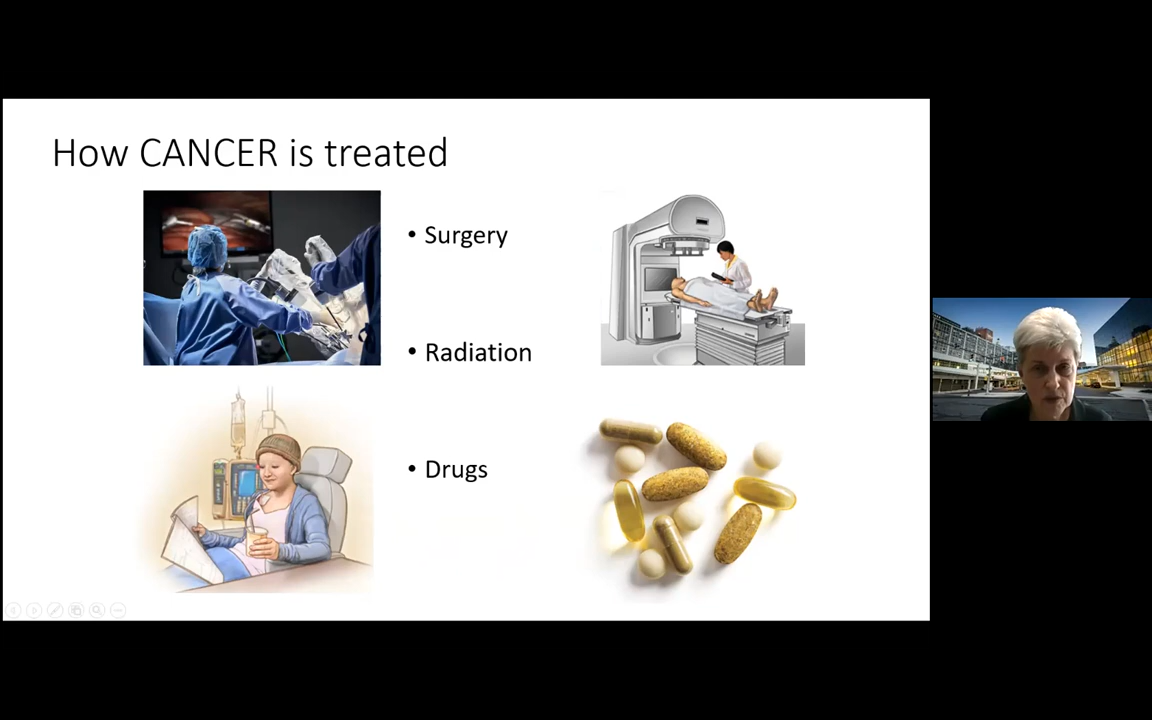 How CANCER is treated
• Surgery
• Radiation
• Drugs